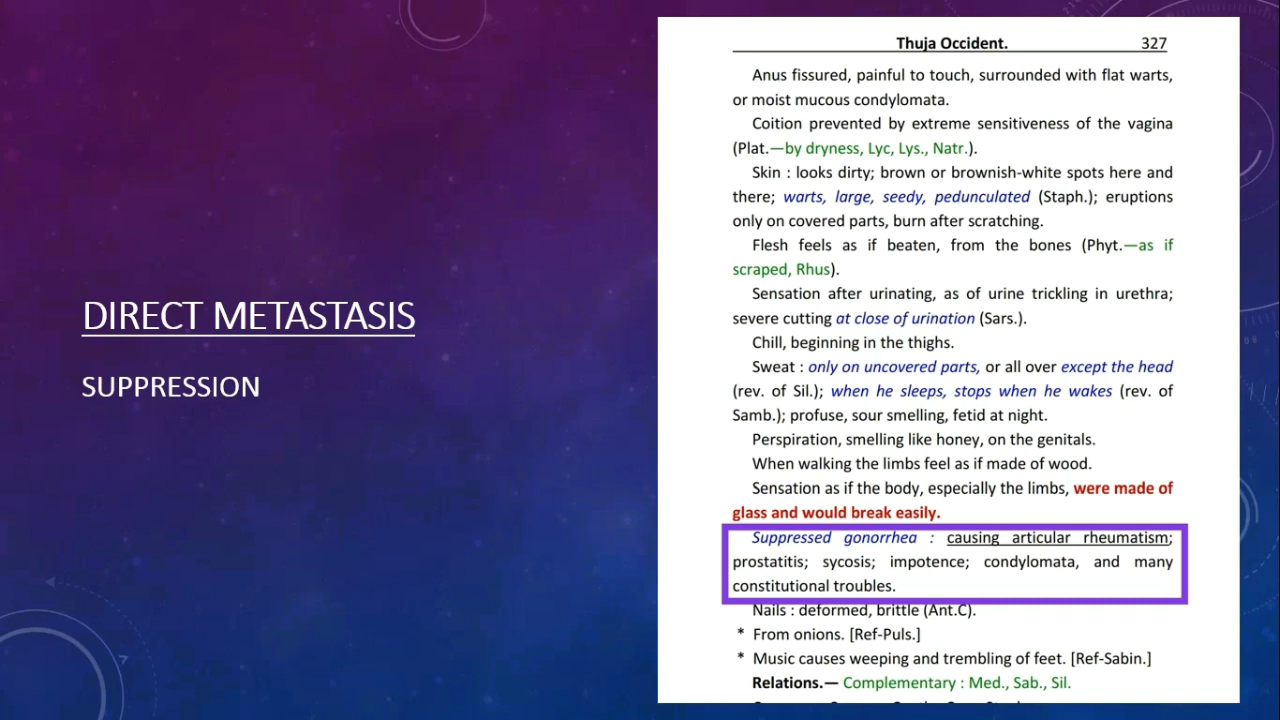 DIRECT METASTASIS
SUPPRESSION
Thuja Occident. 327
Anus fissured, painful to touch, surrounded with flat warts,
or moist mucous condylomata.
Coition prevented by extreme sensitiveness of the vagina
(Plat.—by dryness, Lyc, Lys., Natr.).
Skin : looks dirty; brown or brownish-white spots here and
there; warts, large, seedy, pedunculated (Staph.); eruptions
only on covered parts, burn after scratching.
Flesh feels as if beaten, from the bones (Phyt.—as if
scraped, Rhus).
Sensation after urinating, as of urine trickling in urethra;
severe cutting at close of urination (Sars.).
Chill, beginning in the thighs.
Sweat : only on uncovered parts, or all over except the head
(rev. of Sil.); when he sleeps, stops when he wakes (rev. of
Samb.); profuse, sour smelling, fetid at night.
Perspiration, smelling like honey, on the genitals.
When walking the limbs feel as if made of wood.
Sensation as if the body, especially the limbs, were made of
glass and would break easily.
Suppressed gonorrhea : causing articular rheumatism;
prostatitis; sycosis; impotence; condylomata, and many
constitutional troubles.
Nails : deformed, brittle (Ant.C).
* From onions. [Ref-Puls.]
* Music causes weeping and trembling of feet. [Ref-Sabin.]
Relations.— Complementary : Med., Sab., Sil.